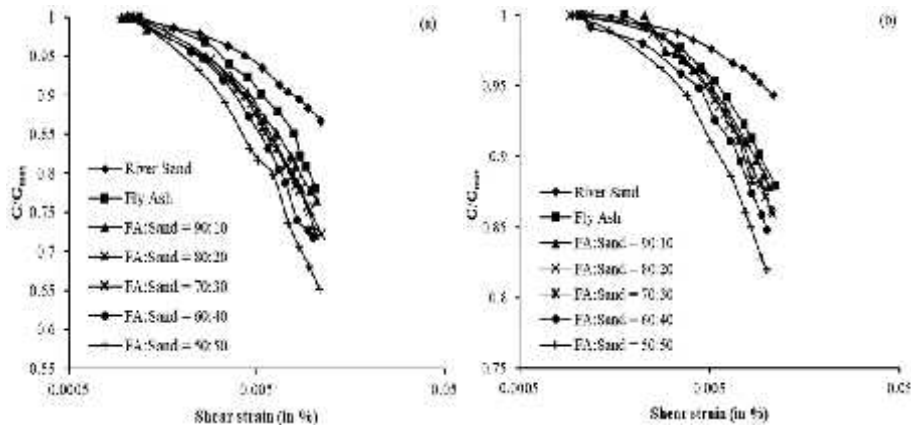 (a)
1
0.95
0.9
0.85
0.8
0.75
0.7
0.65
0.6
0.55
G/Gmax
River Sand
Fly Ash
FA:Sand = 90:10
FA:Sand = 80:20
FA:Sand = 70:30
FA:Sand = 60:40
FA:Sand = 50:50
0.0005
0.005
0.05
Shear strain (in %)
(b)
1
0.95
0.9
0.85
0.8
0.75
G/Gmax
River Sand
Fly Ash
FA:Sand = 90:10
FA:Sand = 80:20
FA:Sand = 70:30
FA:Sand = 60:40
FA:Sand = 50:50
0.0005
0.005
0.05
Shear strain (in %)